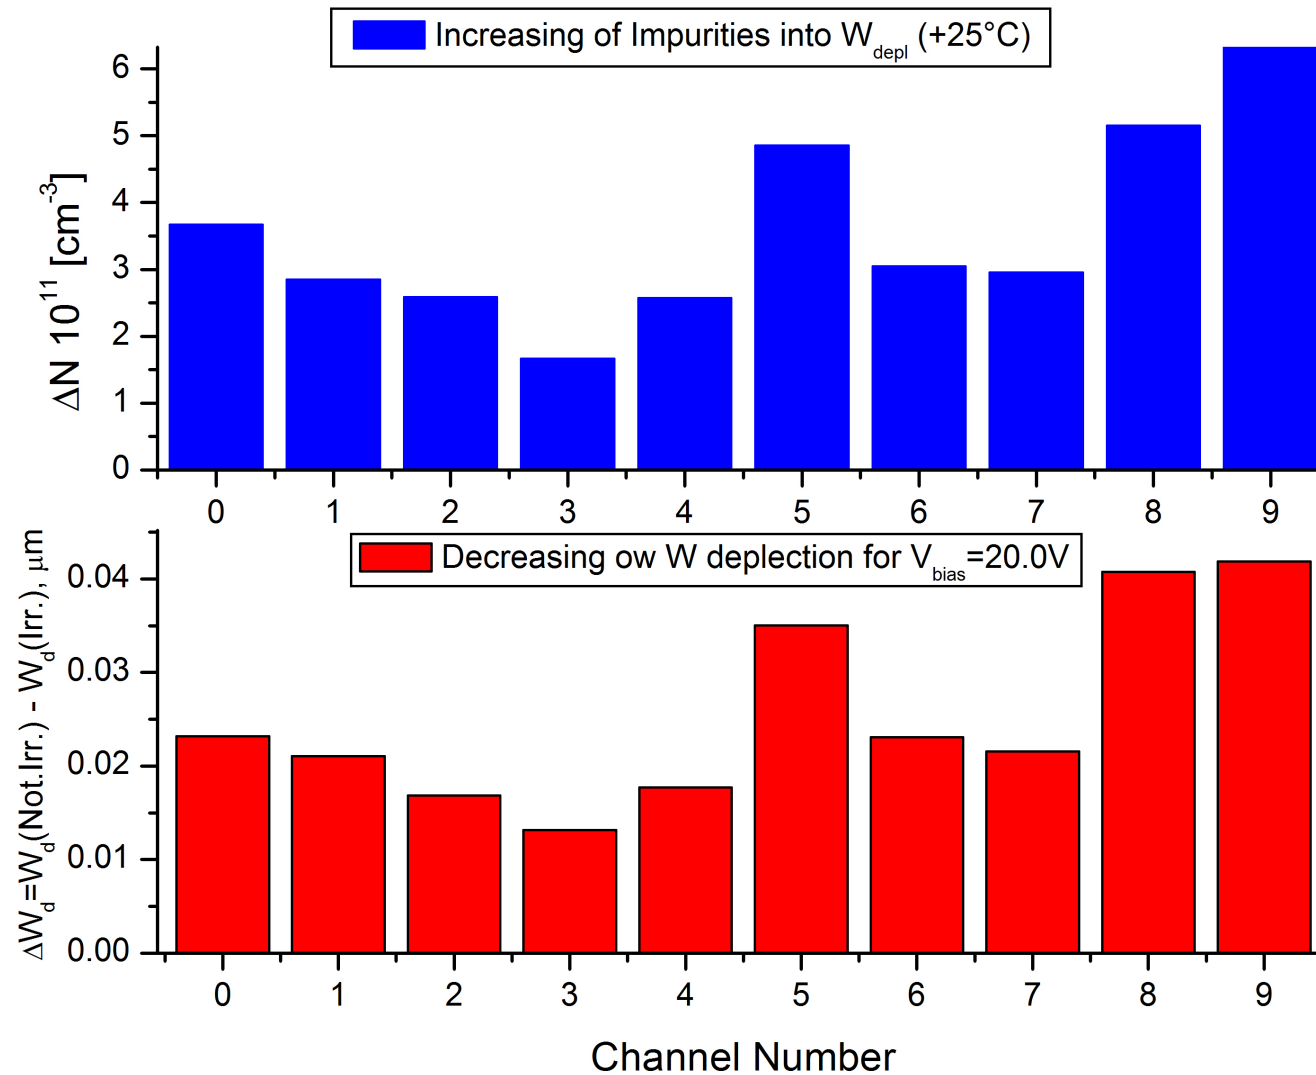 Increasing of Impurities into W_depl (+25°C)
ΔN 10^11 [cm^-3]
6
5
4
3
2
1
0
0 1 2 3 4 5 6 7 8 9
Decreasing ow W deplection for V_bias=20.0V
ΔW_d=W_d(Not.Irr.) - W_d(Irr.), μm
0.04
0.03
0.02
0.01
0.00
0 1 2 3 4 5 6 7 8 9
Channel Number